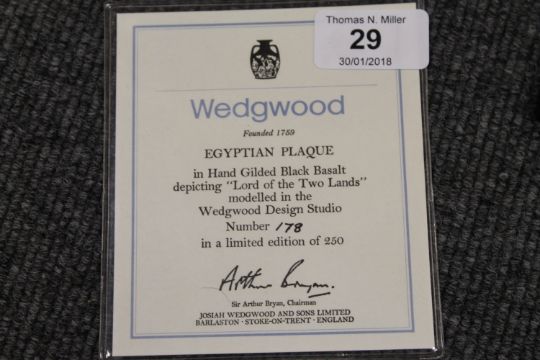 Thomas N. Miller
29
30/01/2018
Wedgwood
Founded 1759
EGYPTIAN PLAQUE
in Hand Gilded Black Basalt
depicting "Lord of the Two Lands"
modelled in the
Wedgwood Design Studio
Number 178
in a limited edition of 250
Arthur Bryan.
Sir Arthur Bryan, Chairman
JOSIAH WEDGWOOD AND SONS LIMITED
BARLASTON · STOKE-ON-TRENT · ENGLAND